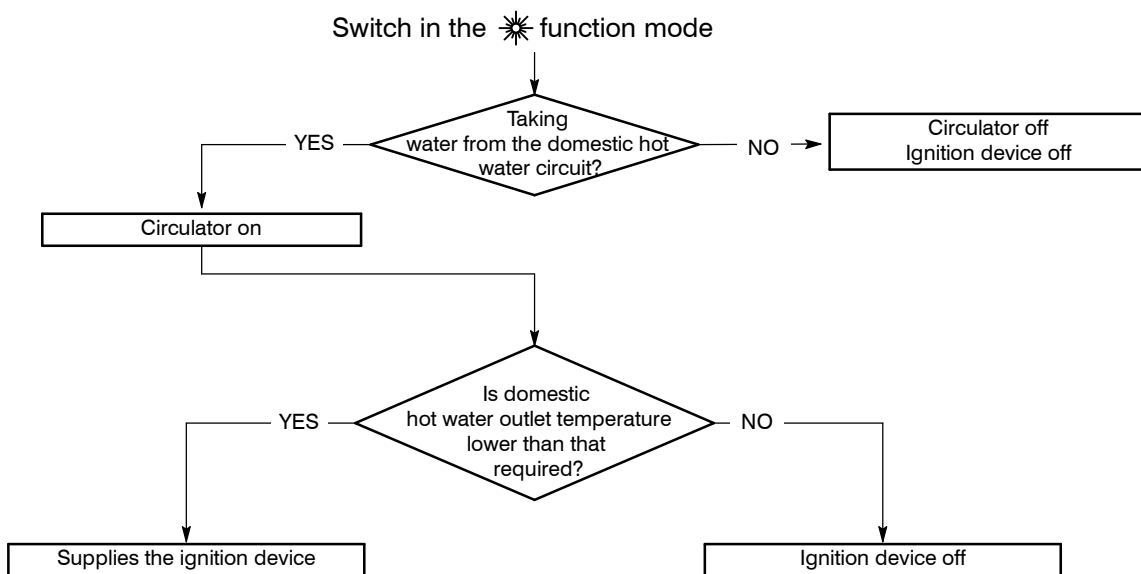 Switch in the function mode
Taking
water from the domestic hot
water circuit?
YES
NO
Circulator off
Ignition device off
Circulator on
Is domestic
hot water outlet temperature
lower than that
required?
YES
NO
Supplies the ignition device
Ignition device off